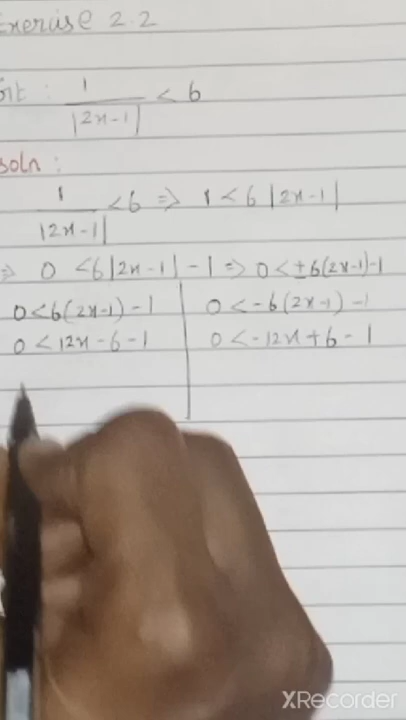 Exercise 2.2
1/|2x-1| < 6
soln :
1/|2x-1| < 6 => 1 < 6 |2x-1|
=> 0 < 6|2x-1| - 1 => 0 < ±6(2x-1)-1
0 < 6(2x-1) - 1    0 < -6(2x-1) - 1
0 < 12x - 6 - 1    0 < -12x + 6 - 1
XRecorder